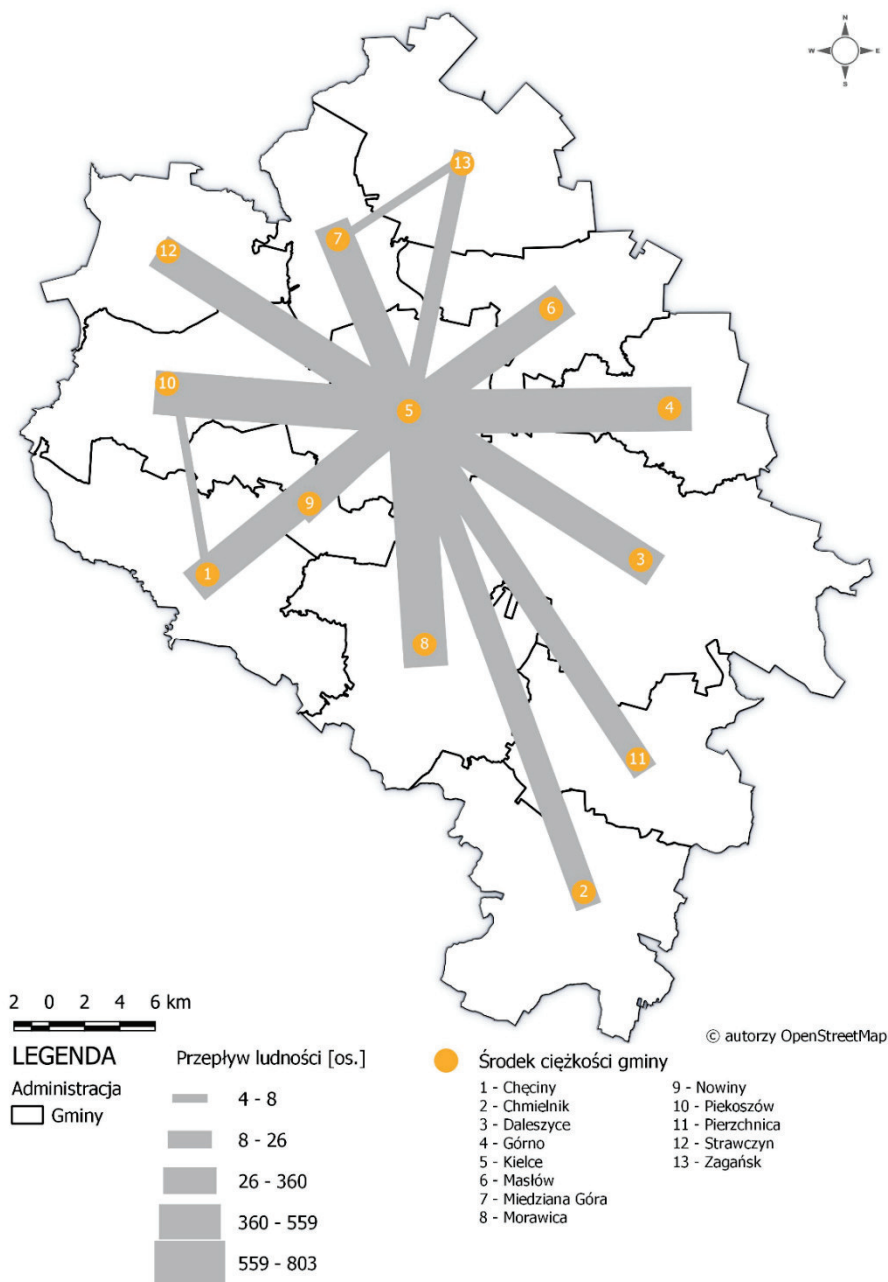 N
W E
S
13
7
12
6
10
5
4
9
3
1
8
11
2
2 0 2 4 6 km
© autorzy OpenStreetMap
LEGENDA
Administracja
Gminy
Przepływ ludności [os.]
4 - 8
8 - 26
26 - 360
360 - 559
559 - 803
Środek ciężkości gminy
1 - Chęciny
2 - Chmielnik
3 - Daleszyce
4 - Górno
5 - Kielce
6 - Masłów
7 - Miedziana Góra
8 - Morawica
9 - Nowiny
10 - Piekoszów
11 - Pierzchnica
12 - Strawczyn
13 - Zagańsk